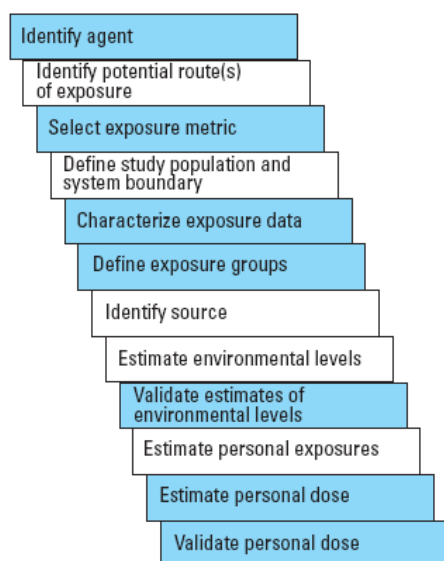 Identify agent
Identify potential route(s)
of exposure
Select exposure metric
Define study population and
system boundary
Characterize exposure data
Define exposure groups
Identify source
Estimate environmental levels
Validate estimates of
environmental levels
Estimate personal exposures
Estimate personal dose
Validate personal dose